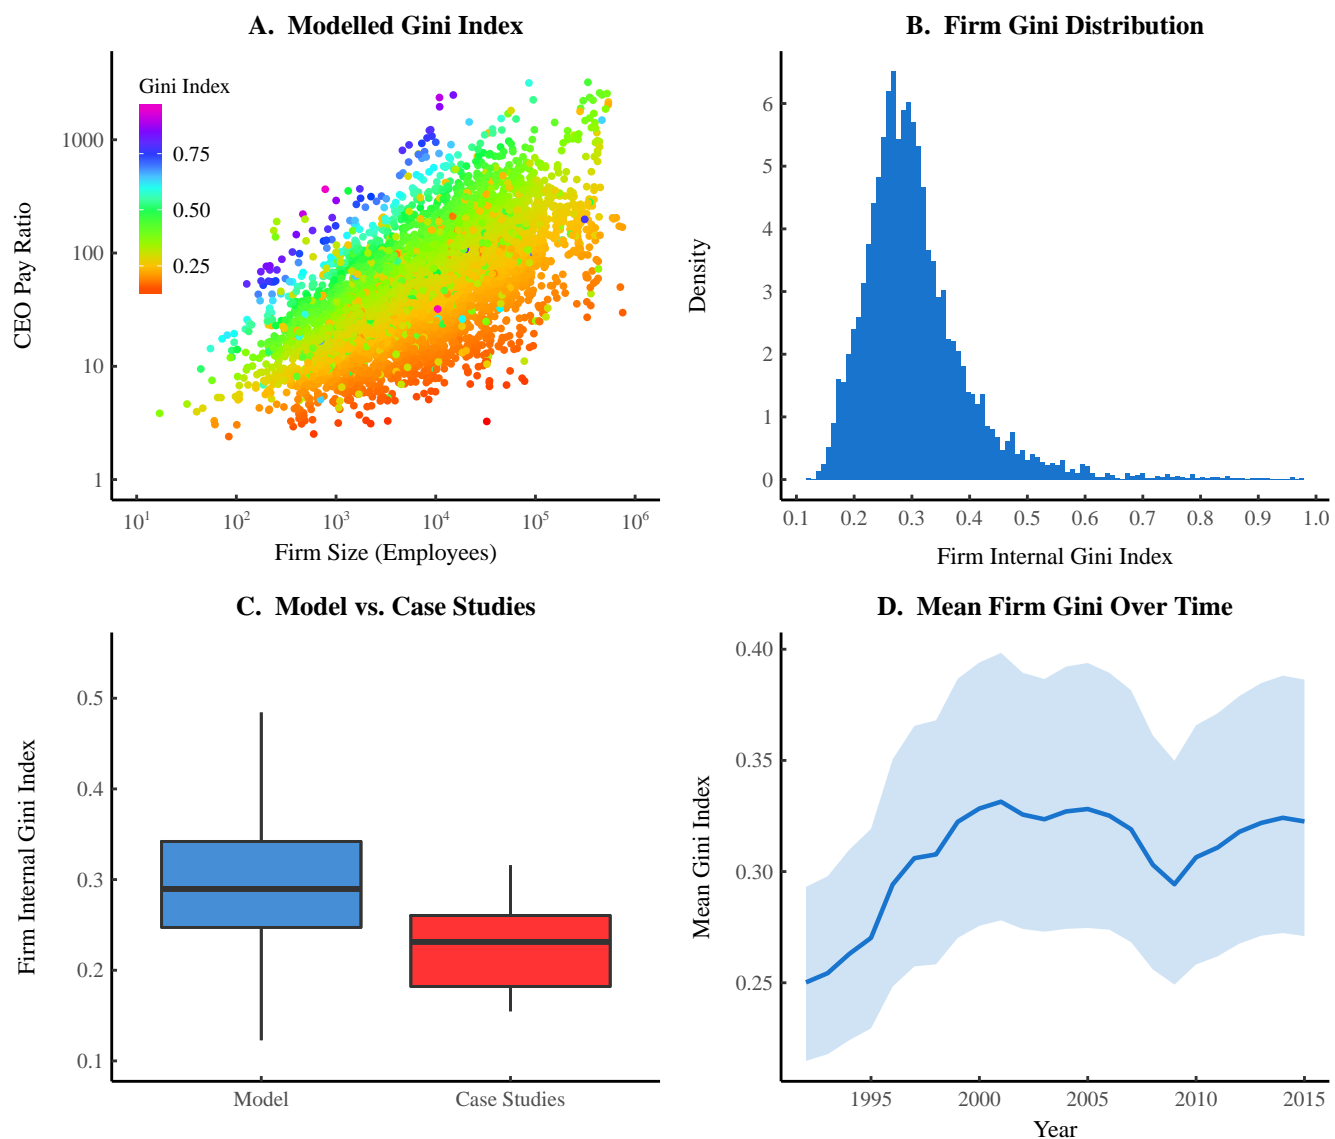 A. Modelled Gini Index
Gini Index
0.75
0.50
0.25
CEO Pay Ratio
1000
100
10
1
10¹ 10² 10³ 10⁴ 10⁵ 10⁶
Firm Size (Employees)
B. Firm Gini Distribution
Density
6
5
4
3
2
1
0
0.1 0.2 0.3 0.4 0.5 0.6 0.7 0.8 0.9 1.0
Firm Internal Gini Index
C. Model vs. Case Studies
Firm Internal Gini Index
0.5
0.4
0.3
0.2
0.1
Model Case Studies
D. Mean Firm Gini Over Time
Mean Gini Index
0.40
0.35
0.30
0.25
1995 2000 2005 2010 2015
Year